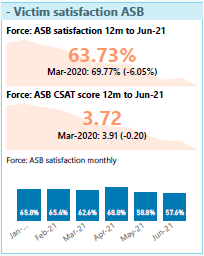 - Victim satisfaction ASB
Force: ASB satisfaction 12m to Jun-21
63.73%
Mar-2020: 69.77% (-6.05%)
Force: ASB CSAT score 12m to Jun-21
3.72
Mar-2020: 3.91 (-0.20)
Force: ASB satisfaction monthly
65.8% 65.4% 62.6% 68.8% 58.8% 57.6%
Jan-... Feb-21 Mar-21 Apr-21 May-21 Jun-21